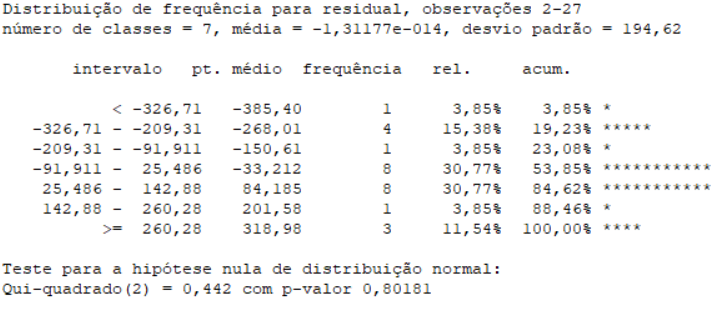 Distribuição de frequência para residual, observações 2-27
número de classes = 7, média = -1,31177e-014, desvio padrão = 194,62
intervalo pt. médio frequência rel. acum.
< -326,71 -385,40 1 3,85% 3,85% *
-326,71 - -209,31 -268,01 4 15,38% 19,23% *****
-209,31 - -91,911 -150,61 1 3,85% 23,08% *
-91,911 - 25,486 -33,212 8 30,77% 53,85% ***********
25,486 - 142,88 84,185 8 30,77% 84,62% ***********
142,88 - 260,28 201,58 1 3,85% 88,46% *
>= 260,28 318,98 3 11,54% 100,00% ****
Teste para a hipótese nula de distribuição normal:
Qui-quadrado(2) = 0,442 com p-valor 0,80181